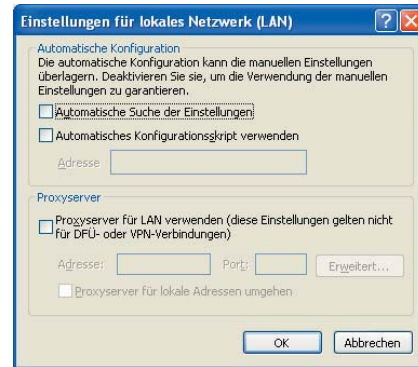 Einstellungen für lokales Netzwerk (LAN)
Automatische Konfiguration
Die automatische Konfiguration kann die manuellen Einstellungen
überlagern. Deaktivieren Sie sie, um die Verwendung der manuellen
Einstellungen zu garantieren.
Automatische Suche der Einstellungen
Automatisches Konfigurationsskript verwenden
Adresse
Proxyserver
Proxyserver für LAN verwenden (diese Einstellungen gelten nicht
für DFÜ- oder VPN-Verbindungen)
Adresse: Port: Erweitert...
Proxyserver für lokale Adressen umgehen
OK Abbrechen